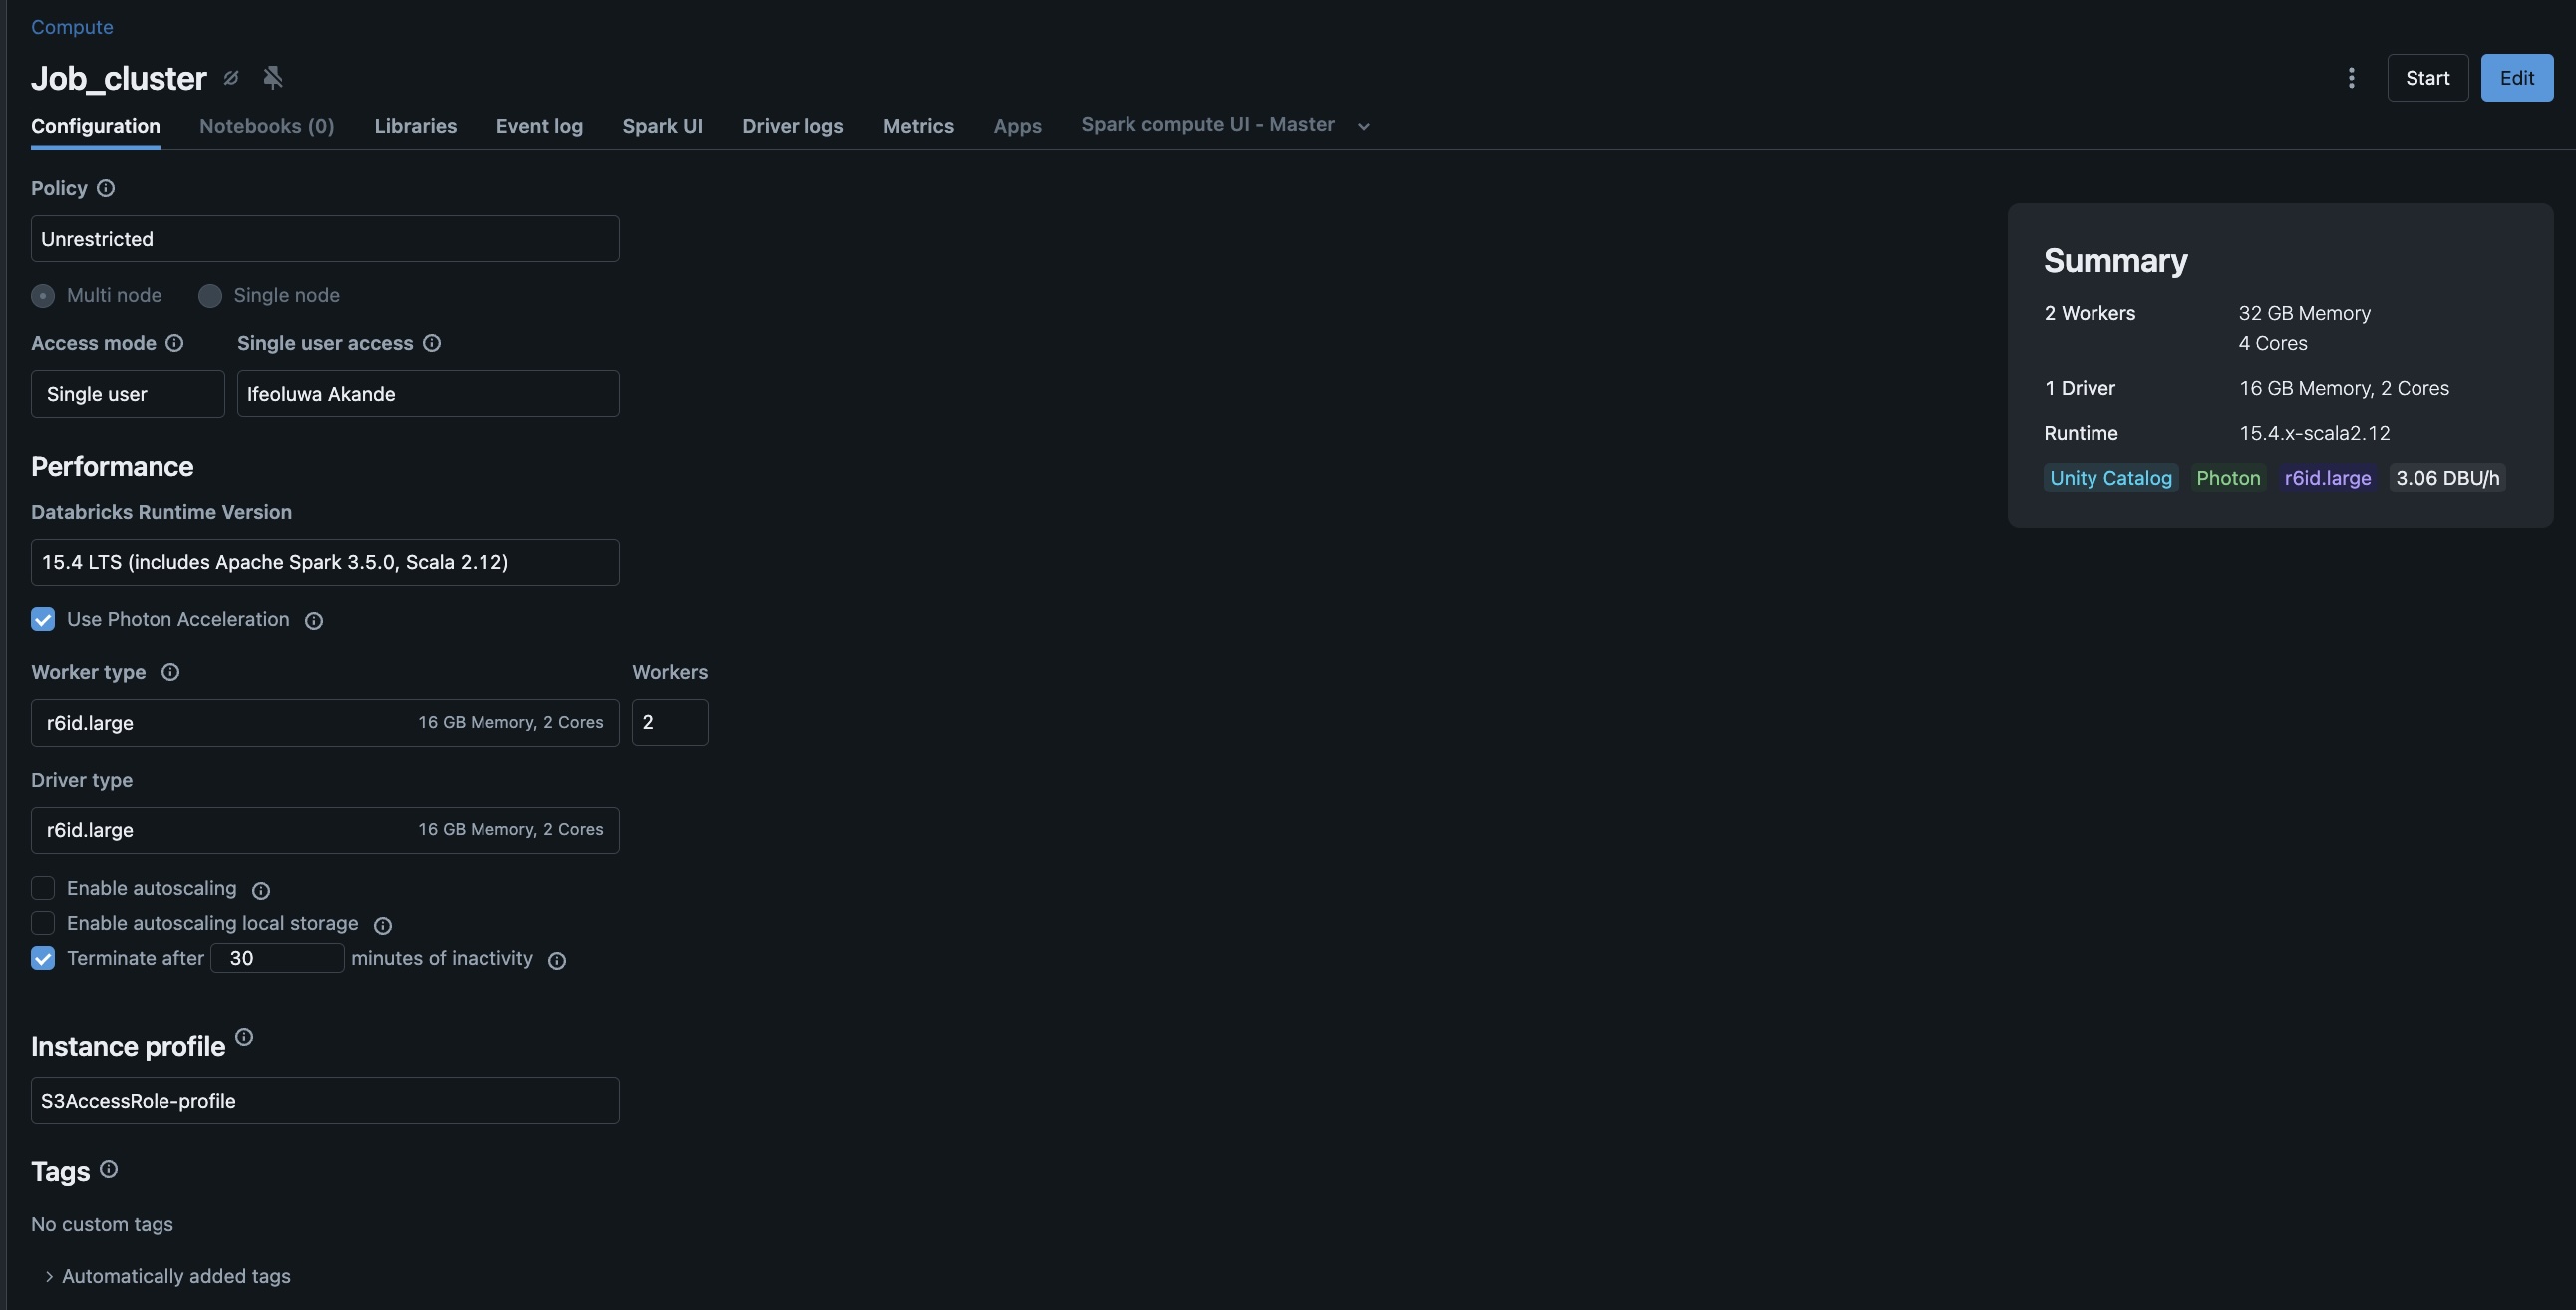 Compute
Job_cluster
Start
Edit
Configuration
Notebooks (0)
Libraries
Event log
Spark UI
Driver logs
Metrics
Apps
Spark compute UI - Master
Policy
Unrestricted
Multi node
Single node
Access mode
Single user access
Single user
Ifeoluwa Akande
Performance
Databricks Runtime Version
15.4 LTS (includes Apache Spark 3.5.0, Scala 2.12)
Use Photon Acceleration
Worker type
Workers
r6id.large 16 GB Memory, 2 Cores
2
Driver type
r6id.large 16 GB Memory, 2 Cores
Enable autoscaling
Enable autoscaling local storage
Terminate after 30 minutes of inactivity
Instance profile
S3AccessRole-profile
Tags
No custom tags
Automatically added tags
Summary
2 Workers 32 GB Memory
4 Cores
1 Driver 16 GB Memory, 2 Cores
Runtime 15.4.x-scala2.12
Unity Catalog Photon r6id.large 3.06 DBU/h